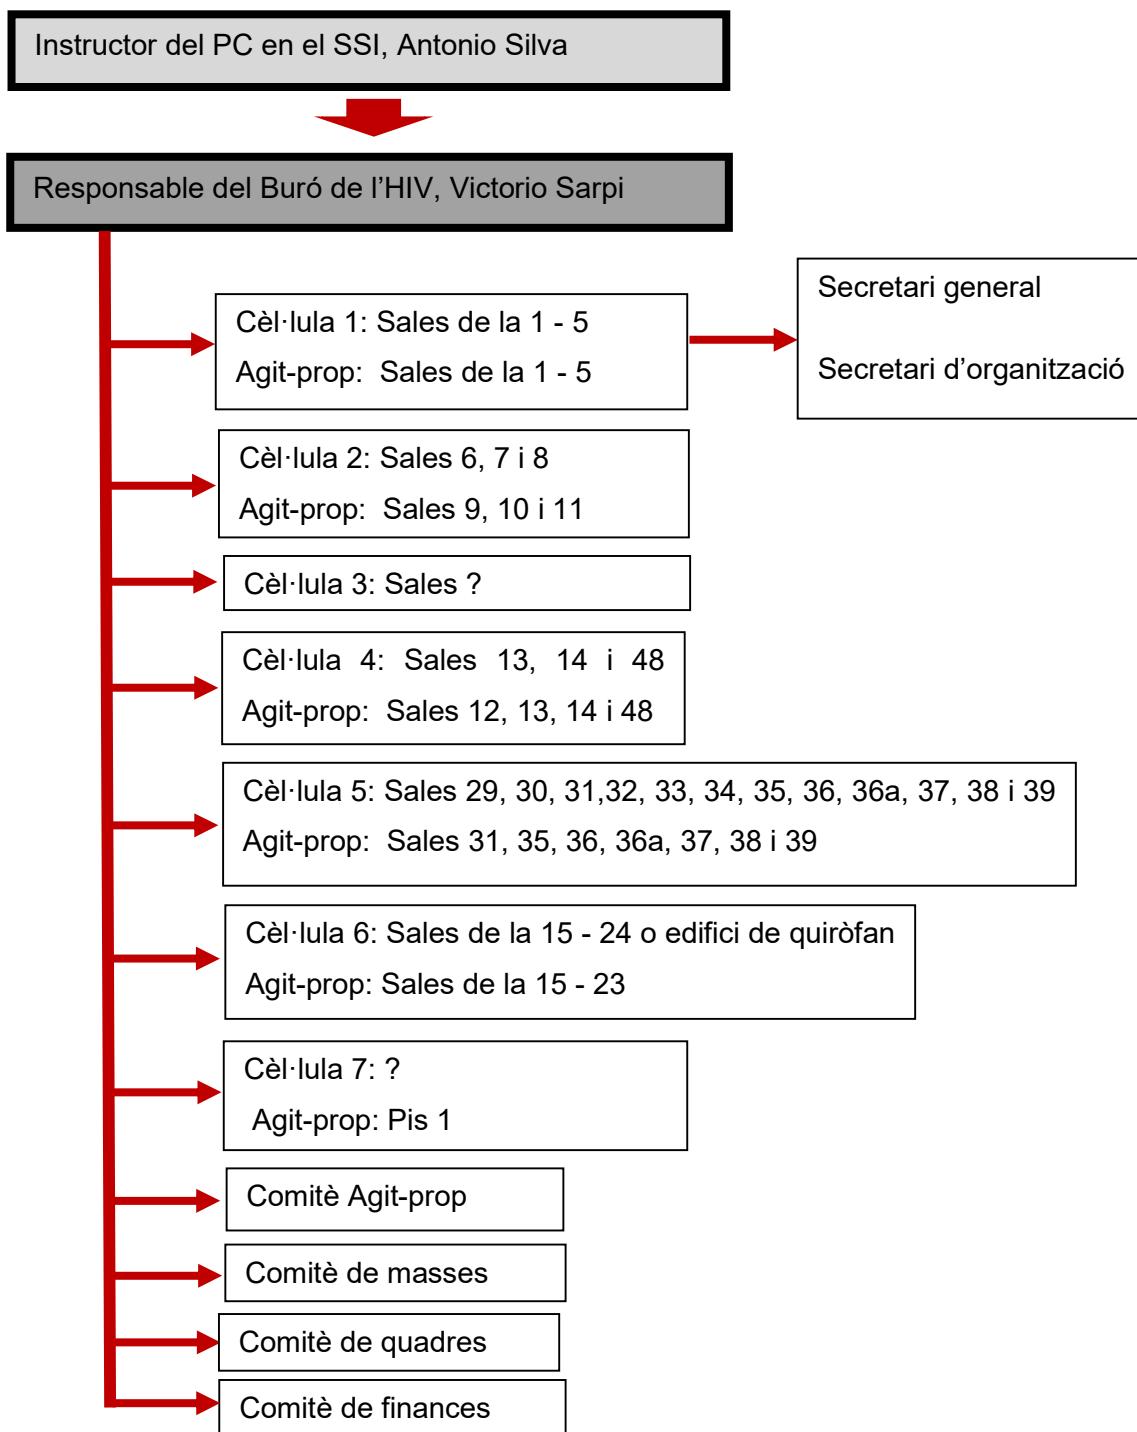 Instructor del PC en el SSI, Antonio Silva
Responsable del Buró de l’HIV, Victorio Sarpi
Cèl·lula 1: Sales de la 1 - 5
Agit-prop: Sales de la 1 - 5
Secretari general
Secretari d’organització
Cèl·lula 2: Sales 6, 7 i 8
Agit-prop: Sales 9, 10 i 11
Cèl·lula 3: Sales ?
Cèl·lula 4: Sales 13, 14 i 48
Agit-prop: Sales 12, 13, 14 i 48
Cèl·lula 5: Sales 29, 30, 31,32, 33, 34, 35, 36, 36a, 37, 38 i 39
Agit-prop: Sales 31, 35, 36, 36a, 37, 38 i 39
Cèl·lula 6: Sales de la 15 - 24 o edifici de quiròfan
Agit-prop: Sales de la 15 - 23
Cèl·lula 7: ?
Agit-prop: Pis 1
Comitè Agit-prop
Comitè de masses
Comitè de quadres
Comitè de finances